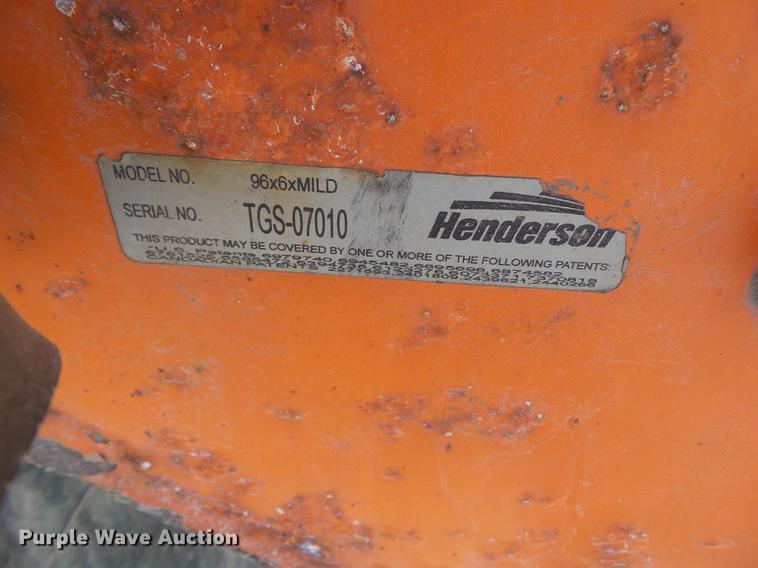 MODEL NO. 96x6xMILD
SERIAL NO. TGS-07010
Henderson
THIS PRODUCT MAY BE COVERED BY ONE OR MORE OF THE FOLLOWING PATENTS:
Purple Wave Auction